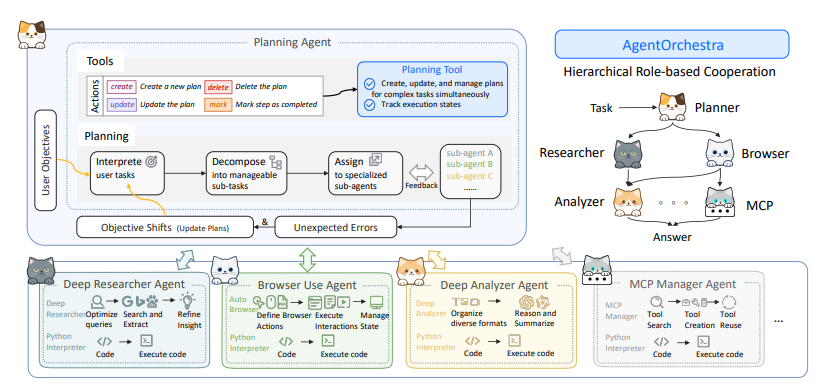 Planning Agent
Tools
Actions
create Create a new plan delete Delete the plan
update Update the plan mark Mark step as completed
Planning Tool
Create, update, and manage plans
for complex tasks simultaneously
Track execution states
User Objectives
Planning
Interprete
user tasks
Decompose
into manageable
sub-tasks
Assign
to specialized
sub-agents
Feedback
sub-agent A
sub-agent B
sub-agent C
......
Objective Shifts (Update Plans)
&
Unexpected Errors
AgentOrchestra
Hierarchical Role-based Cooperation
Task
Planner
Researcher
Browser
Analyzer
MCP
Answer
Deep Researcher Agent
Deep
Researcher
Optimize
queries
Search and
Extract
Refine
Insight
Python
Interpreter
Code
Execute code
Browser Use Agent
Auto
Browser
Define Browser
Actions
Execute
Interactions
Manage
State
Python
Interpreter
Code
Execute code
Deep Analyzer Agent
Deep
Analyzer
Organize
diverse formats
Reason and
Summarize
Python
Interpreter
Code
Execute code
MCP Manager Agent
MCP
Manager
Tool
Search
Tool
Creation
Tool
Reuse
Python
Interpreter
Code
Execute code
...